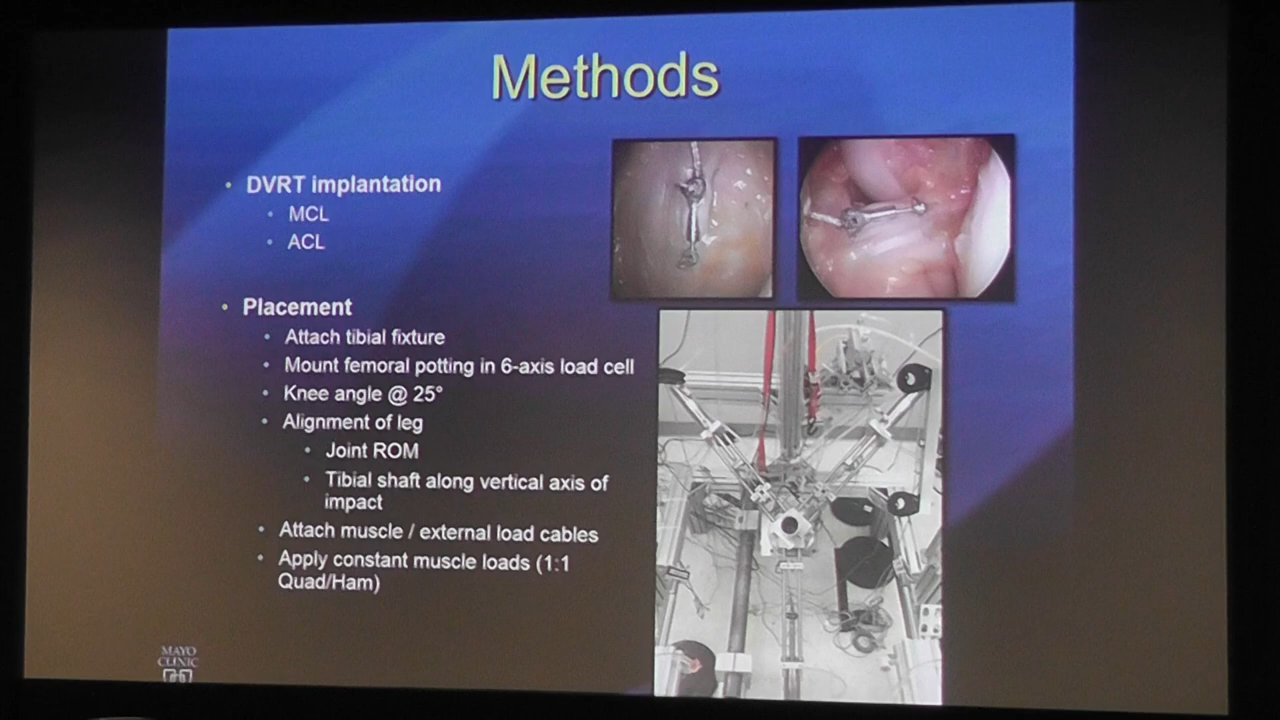 Methods
• DVRT implantation
• MCL
• ACL
• Placement
• Attach tibial fixture
• Mount femoral potting in 6-axis load cell
• Knee angle @ 25°
• Alignment of leg
• Joint ROM
• Tibial shaft along vertical axis of
impact
• Attach muscle / external load cables
• Apply constant muscle loads (1:1
Quad/Ham)
MAYO
CLINIC